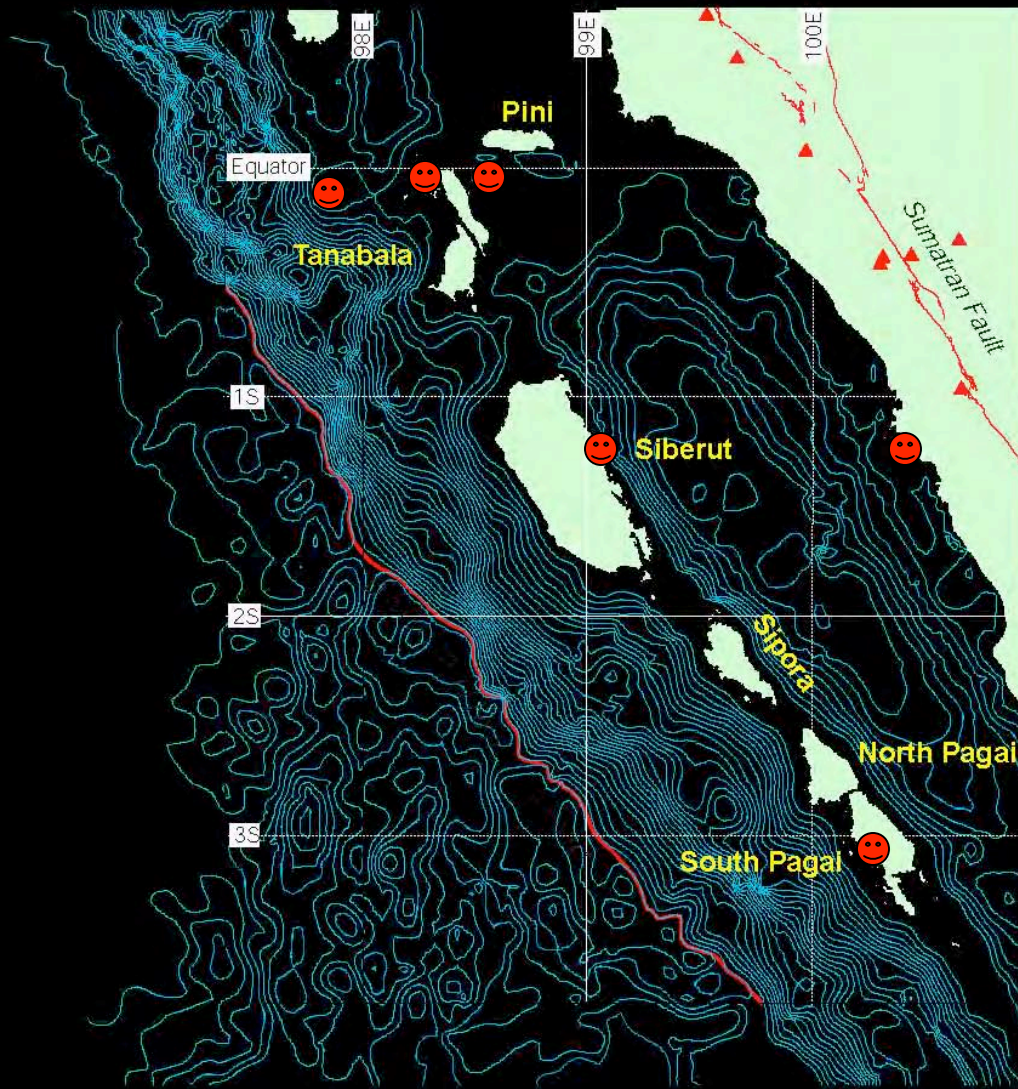 98E
99E
100E
Pini
Equator
Tanabala
Sumatran Fault
1S
Siberut
2S
Sipora
North Pagai
3S
South Pagai